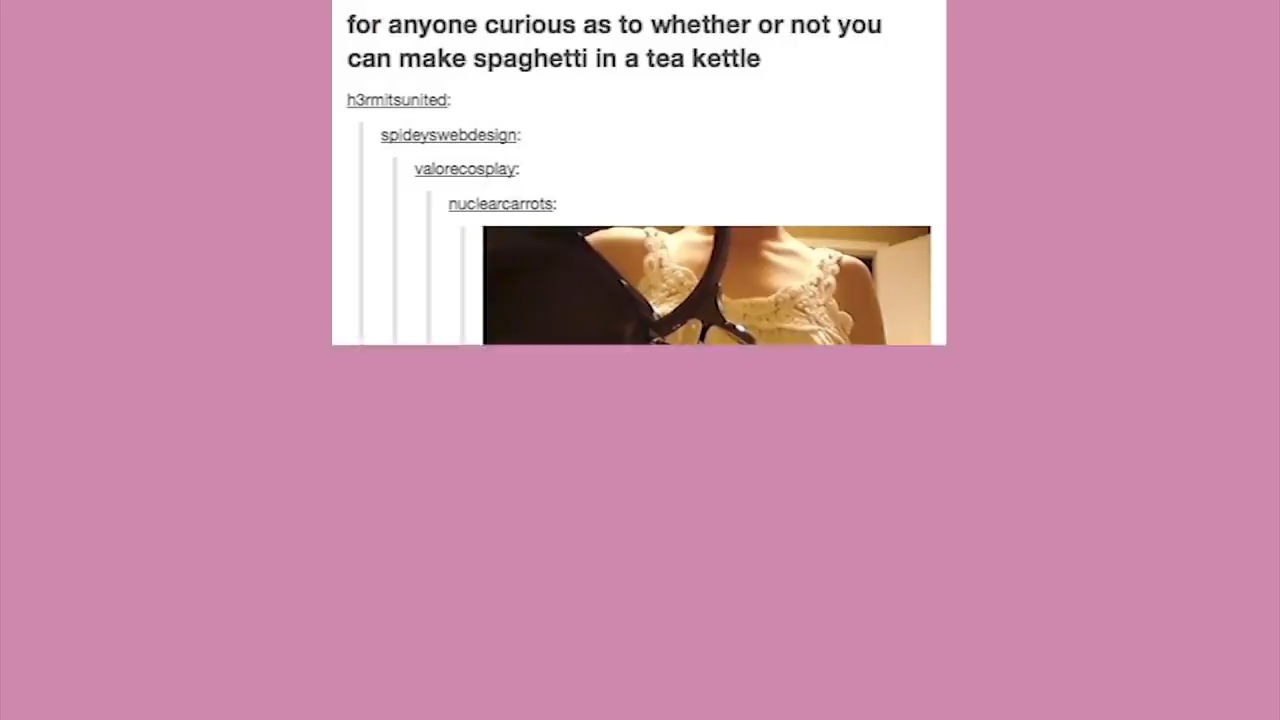 for anyone curious as to whether or not you
can make spaghetti in a tea kettle
h3rmitsunited:
spideyswebdesign:
valorecosplay:
nuclearcarrots: